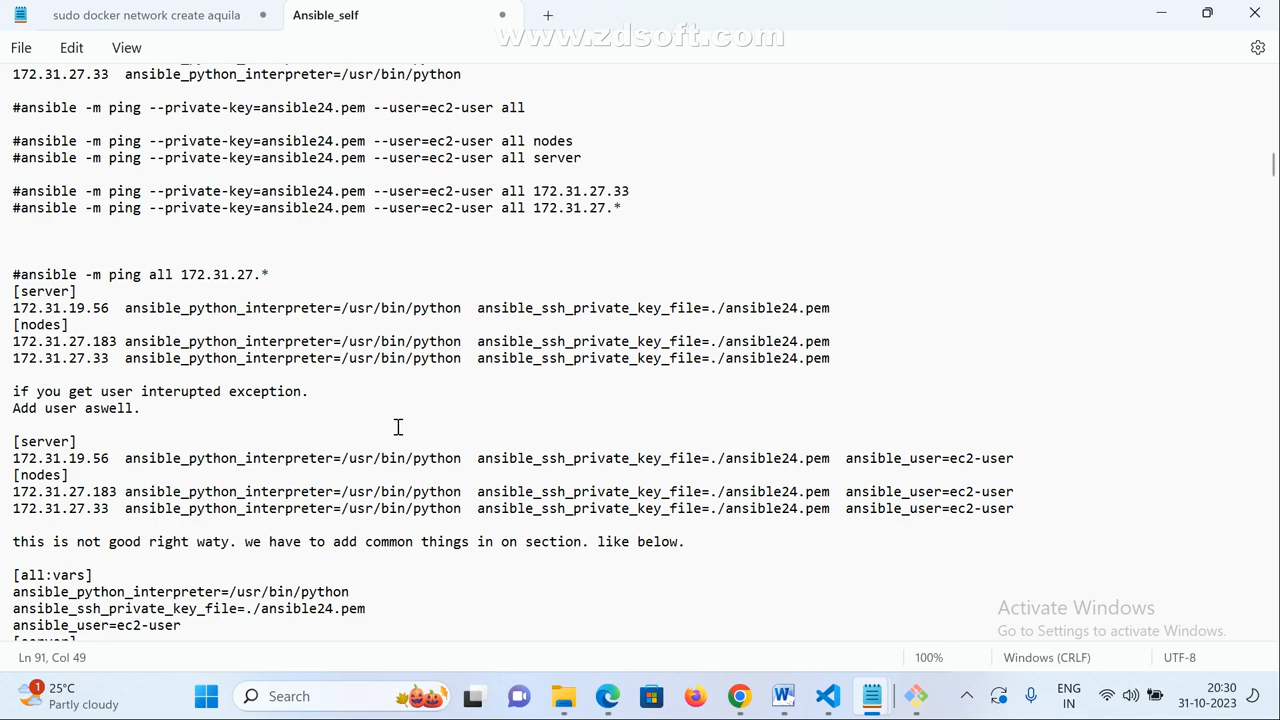 sudo docker network create aquila
Ansible_self
www.zdsoft.com
File Edit View
172.31.27.33  ansible_python_interpreter=/usr/bin/python
#ansible -m ping --private-key=ansible24.pem --user=ec2-user all
#ansible -m ping --private-key=ansible24.pem --user=ec2-user all nodes
#ansible -m ping --private-key=ansible24.pem --user=ec2-user all server
#ansible -m ping --private-key=ansible24.pem --user=ec2-user all 172.31.27.33
#ansible -m ping --private-key=ansible24.pem --user=ec2-user all 172.31.27.*
#ansible -m ping all 172.31.27.*
[server]
172.31.19.56  ansible_python_interpreter=/usr/bin/python  ansible_ssh_private_key_file=./ansible24.pem
[nodes]
172.31.27.183 ansible_python_interpreter=/usr/bin/python  ansible_ssh_private_key_file=./ansible24.pem
172.31.27.33  ansible_python_interpreter=/usr/bin/python  ansible_ssh_private_key_file=./ansible24.pem
if you get user interupted exception.
Add user aswell.
[server]
172.31.19.56  ansible_python_interpreter=/usr/bin/python  ansible_ssh_private_key_file=./ansible24.pem  ansible_user=ec2-user
[nodes]
172.31.27.183 ansible_python_interpreter=/usr/bin/python  ansible_ssh_private_key_file=./ansible24.pem  ansible_user=ec2-user
172.31.27.33  ansible_python_interpreter=/usr/bin/python  ansible_ssh_private_key_file=./ansible24.pem  ansible_user=ec2-user
this is not good right waty. we have to add common things in on section. like below.
[all:vars]
ansible_python_interpreter=/usr/bin/python
ansible_ssh_private_key_file=./ansible24.pem
Activate Windows
ansible_user=ec2-user
Go to Settings to activate Windows.
Ln 91, Col 49
100%
Windows (CRLF)
UTF-8
1
25°C
Partly cloudy
Search
ENG
IN
20:30
31-10-2023